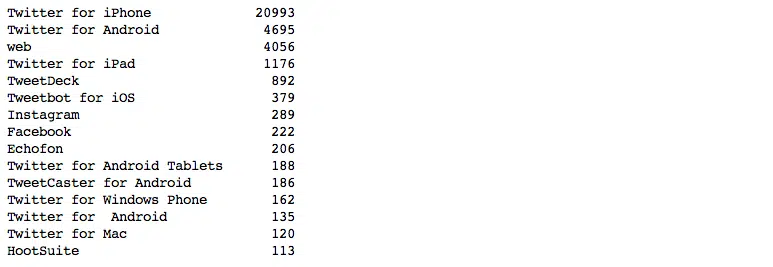 Twitter for iPhone 20993
Twitter for Android 4695
web 4056
Twitter for iPad 1176
TweetDeck 892
Tweetbot for iOS 379
Instagram 289
Facebook 222
Echofon 206
Twitter for Android Tablets 188
TweetCaster for Android 186
Twitter for Windows Phone 162
Twitter for  Android 135
Twitter for Mac 120
HootSuite 113